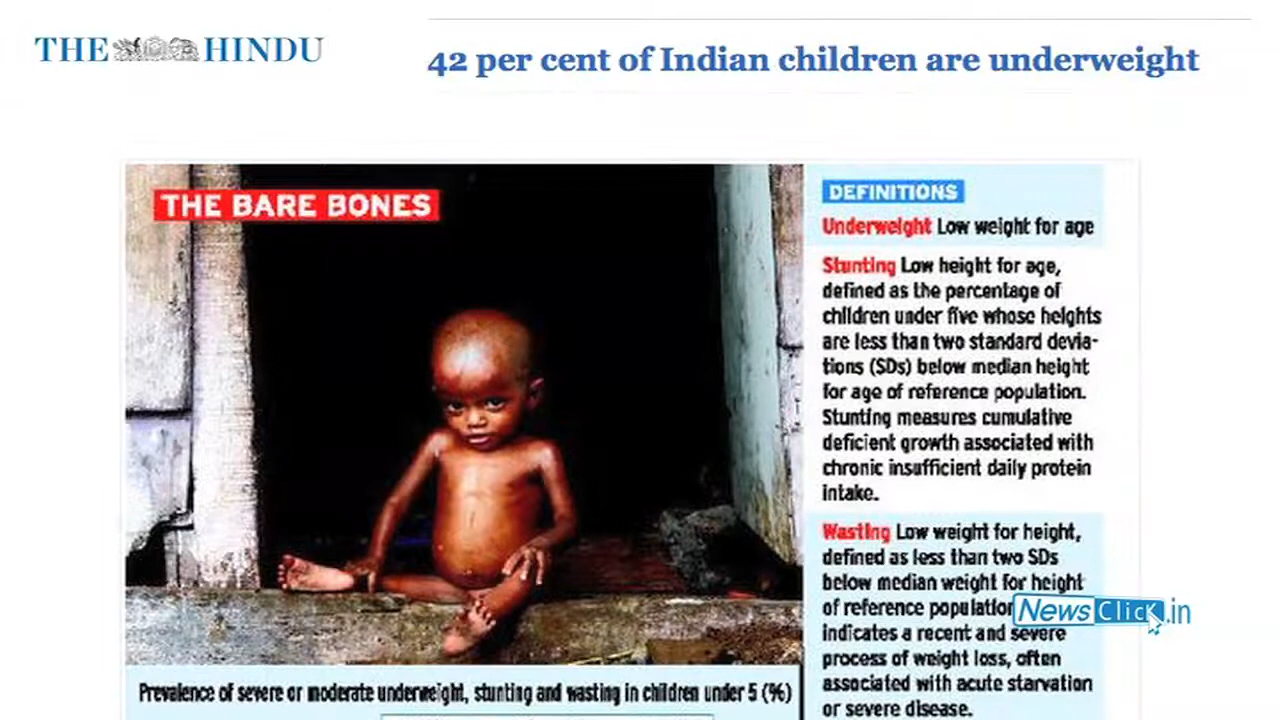 THE HINDU
42 per cent of Indian children are underweight
THE BARE BONES
DEFINITIONS
Underweight Low weight for age
Stunting Low height for age,
defined as the percentage of
children under five whose heights
are less than two standard devia-
tions (SDs) below median height
for age of reference population.
Stunting measures cumulative
deficient growth associated with
chronic insufficient daily protein
intake.
Wasting Low weight for height,
defined as less than two SDs
below median weight for height
of reference population
indicates a recent and severe
process of weight loss, often
associated with acute starvation
or severe disease.
NewsClick.in
Prevalence of severe or moderate underweight, stunting and wasting in children under 5 (%)